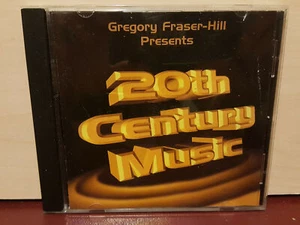 Gregory Fraser-Hill
Presents
20th
Century
Music